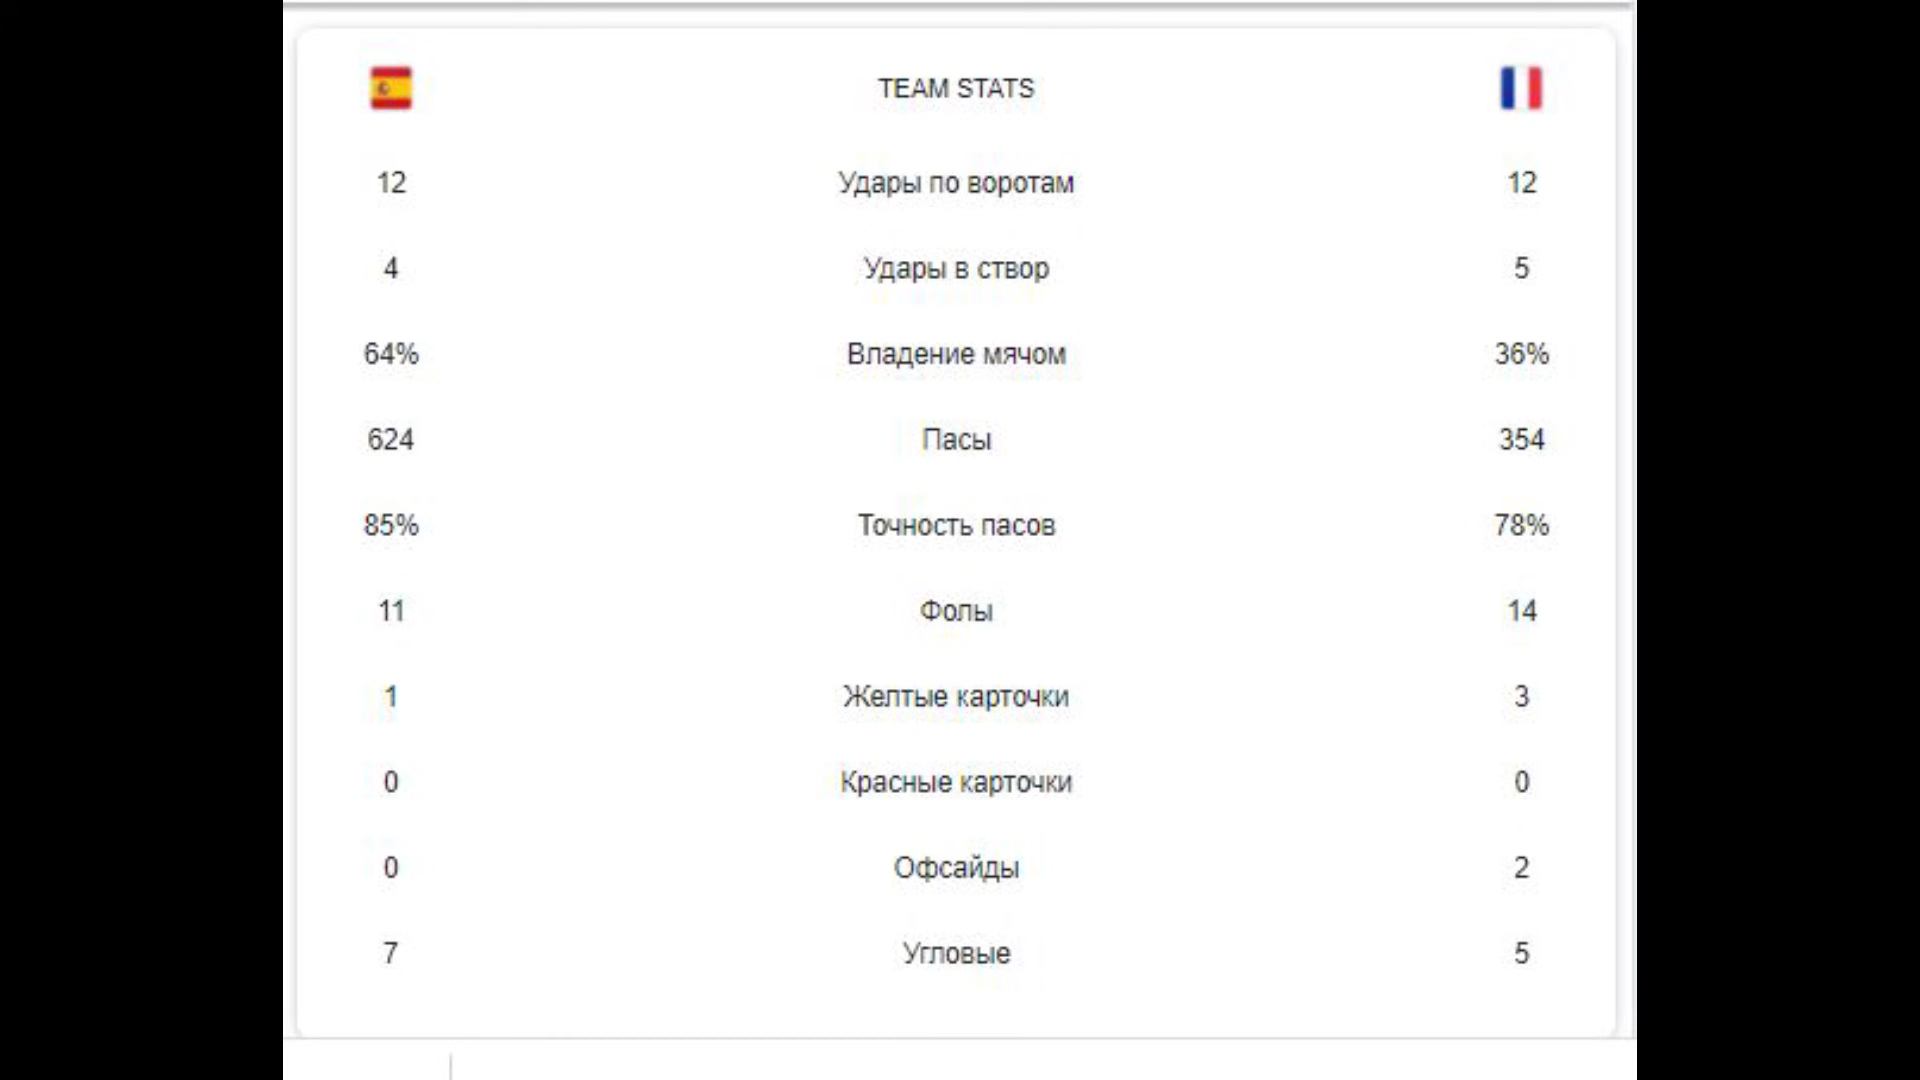 TEAM STATS
12 Удары по воротам 12
4 Удары в створ 5
64% Владение мячом 36%
624 Пасы 354
85% Точность пасов 78%
11 Фолы 14
1 Желтые карточки 3
0 Красные карточки 0
0 Офсайды 2
7 Угловые 5